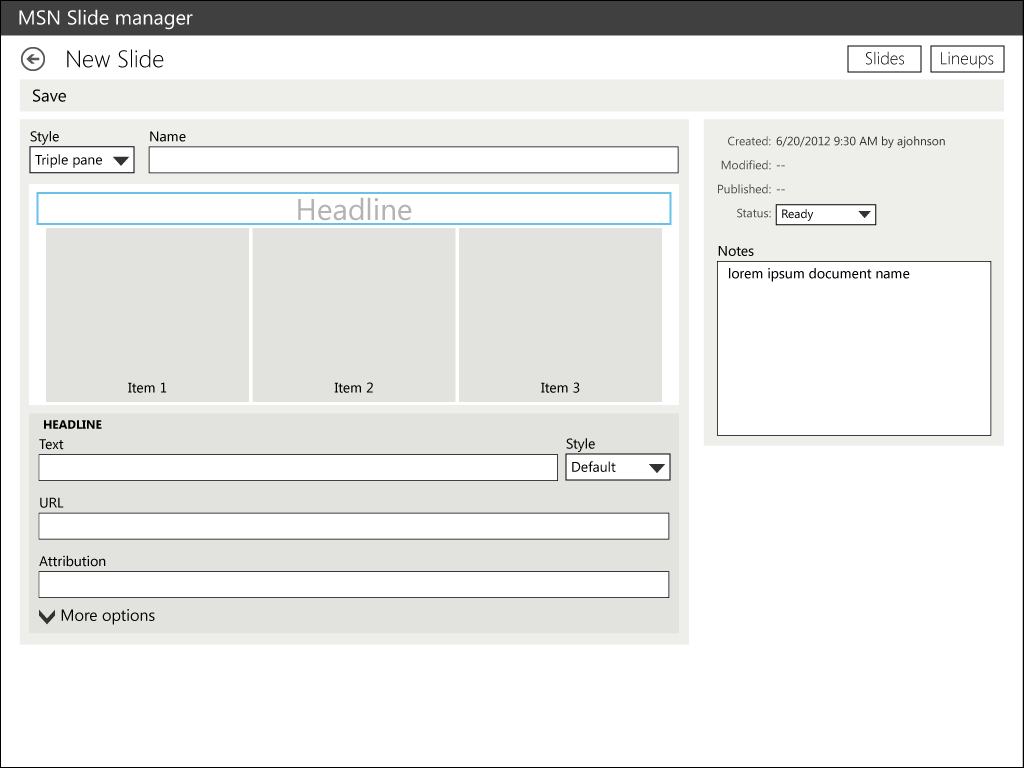 MSN Slide manager
New Slide
Slides
Lineups
Save
Style
Name
Triple pane
Headline
Item 1
Item 2
Item 3
HEADLINE
Text
Style
Default
URL
Attribution
More options
Created: 6/20/2012 9:30 AM by ajohnson
Modified: --
Published: --
Status: Ready
Notes
lorem ipsum document name